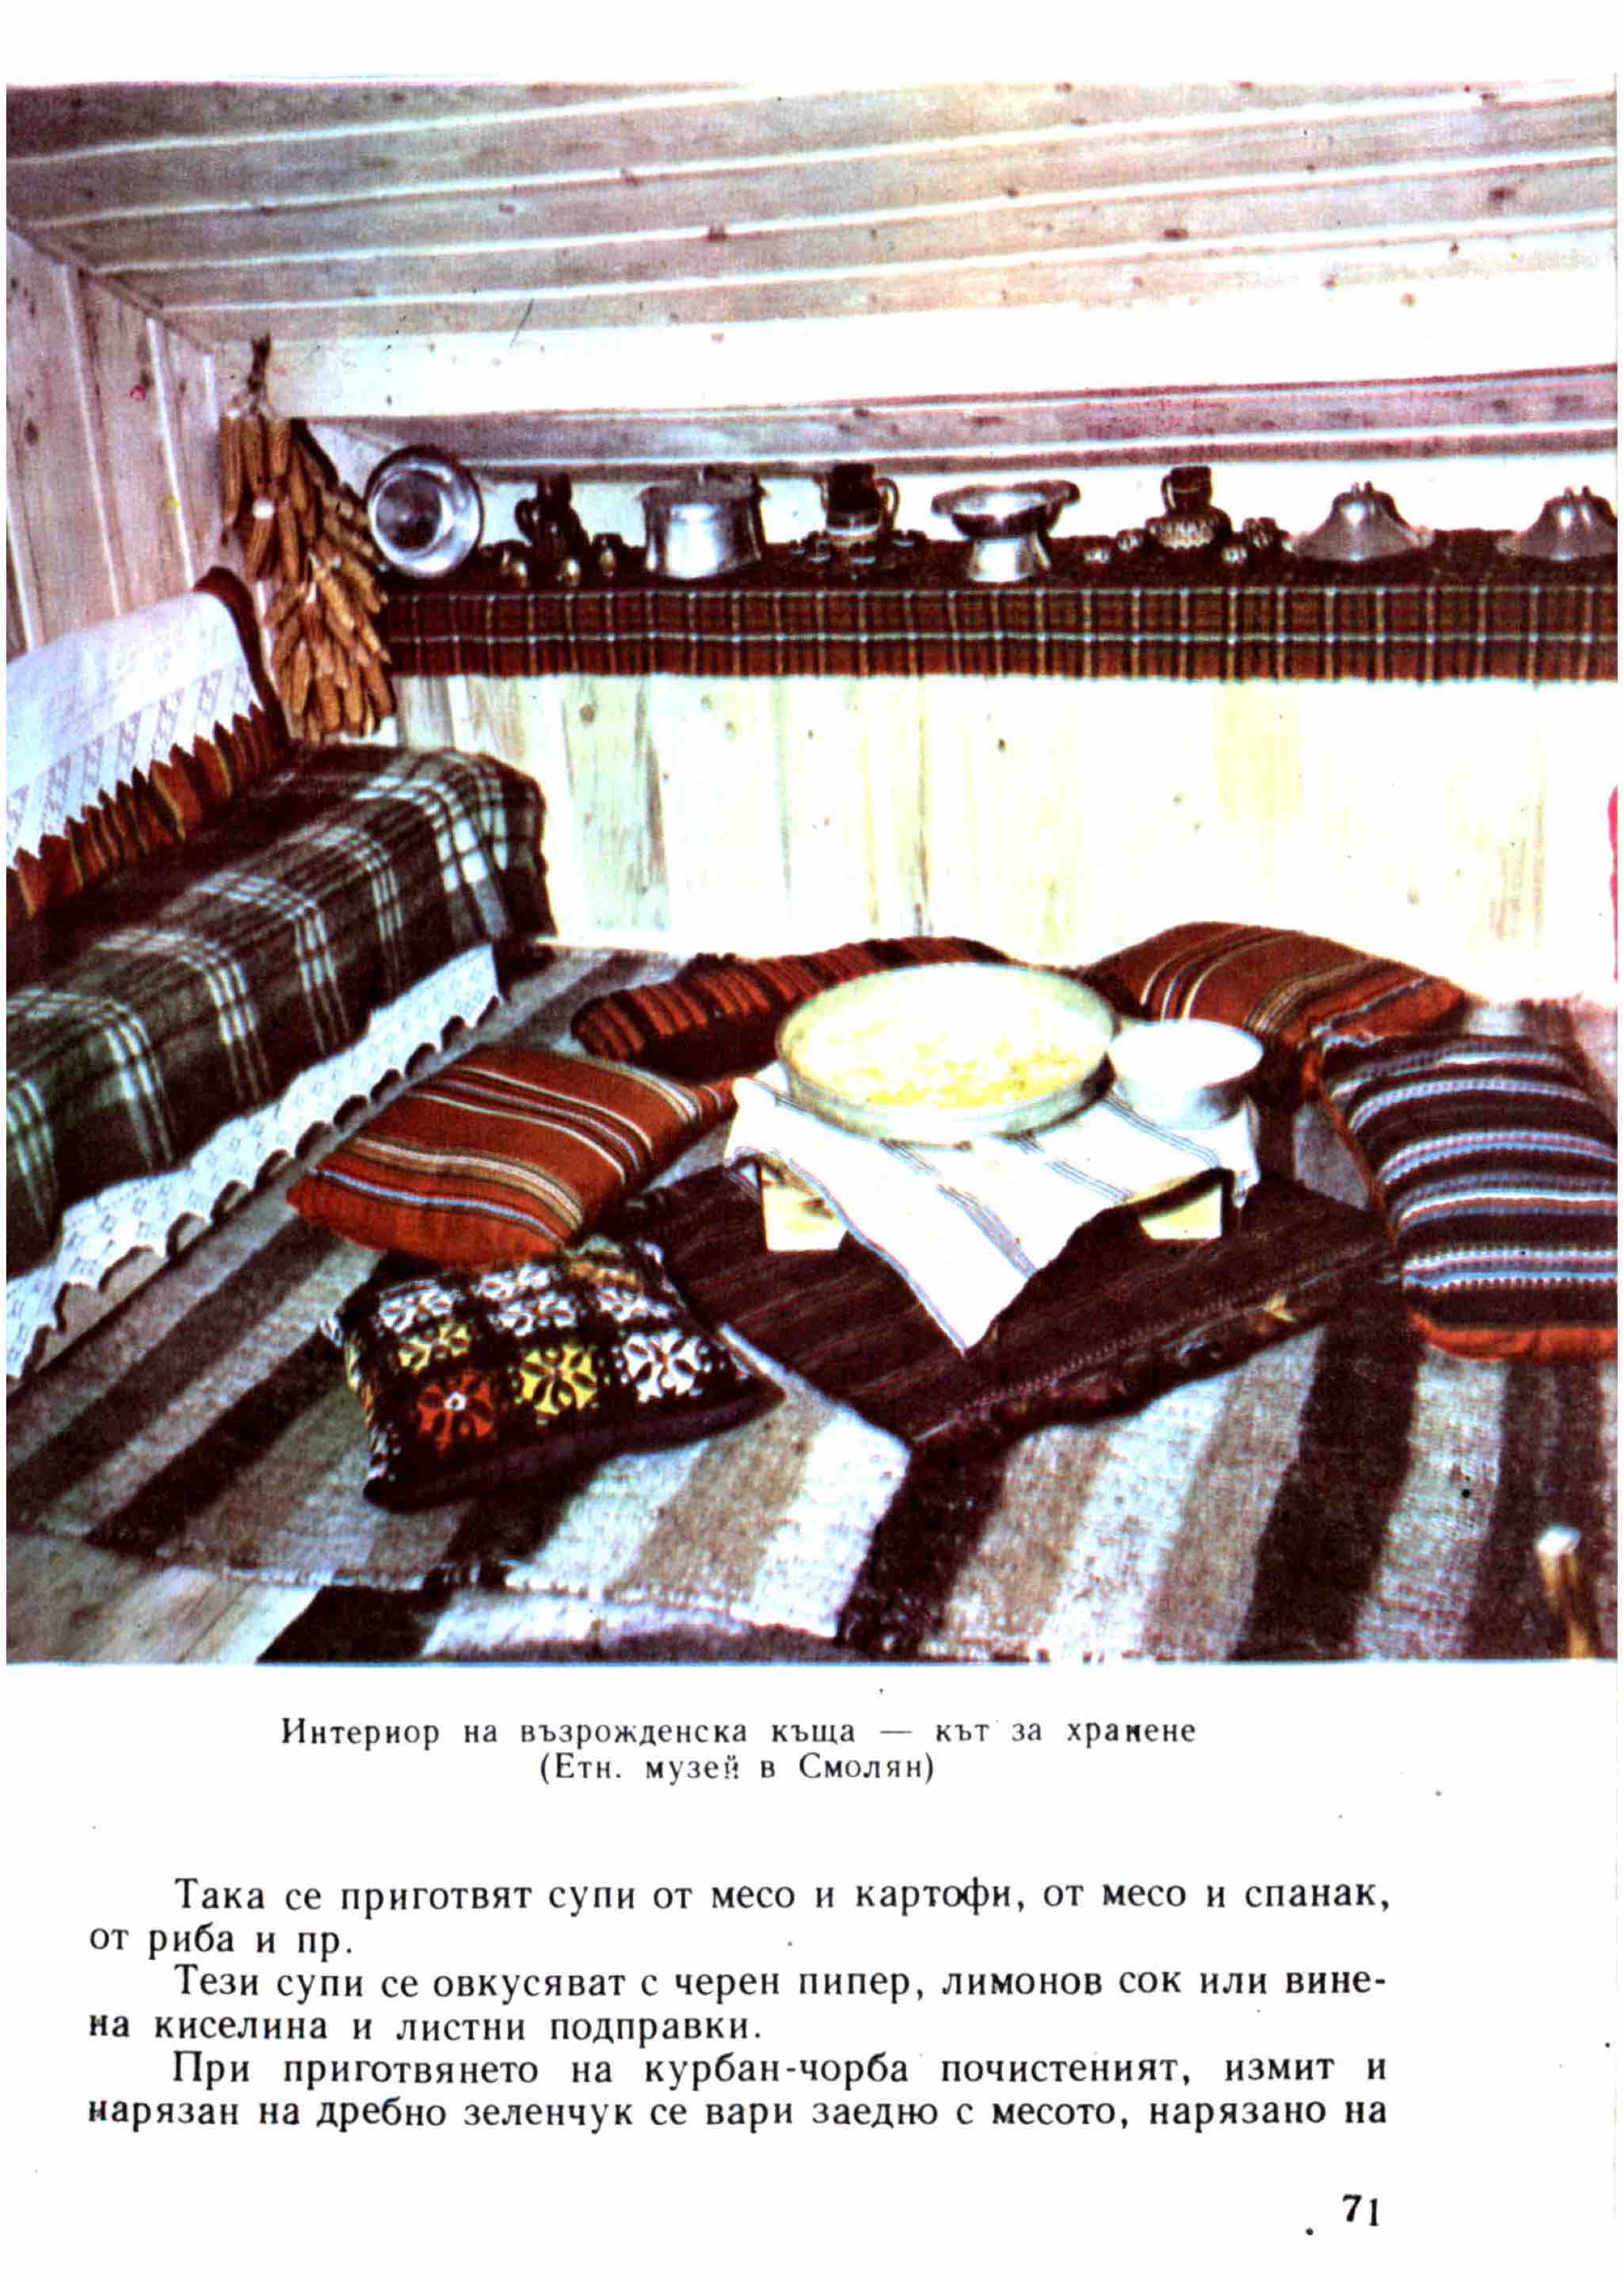 Интериор на възрожденска къща — кът за хранене
(Етн. музей в Смолян)
Така се приготвят супи от месо и картофи, от месо и спанак,
от риба и пр.
Тези супи се овкусяват с черен пипер, лимонов сок или вине-
на киселина и листни подправки.
При приготвянето на курбан-чорба почистеният, измит и
нарязан на дребно зеленчук се вари заедно с месото, нарязано на
71